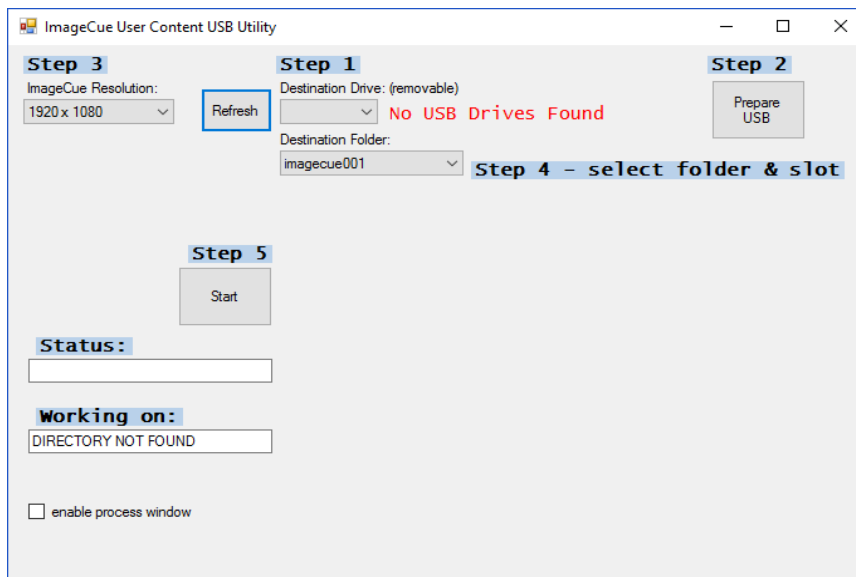 ImageCue User Content USB Utility
Step 3
Step 1
Step 2
ImageCue Resolution:
Destination Drive: (removable)
1920 x 1080
Refresh
No USB Drives Found
Prepare
USB
Destination Folder:
imagecue001
Step 4 - select folder & slot
Step 5
Start
Status:
Working on:
DIRECTORY NOT FOUND
enable process window